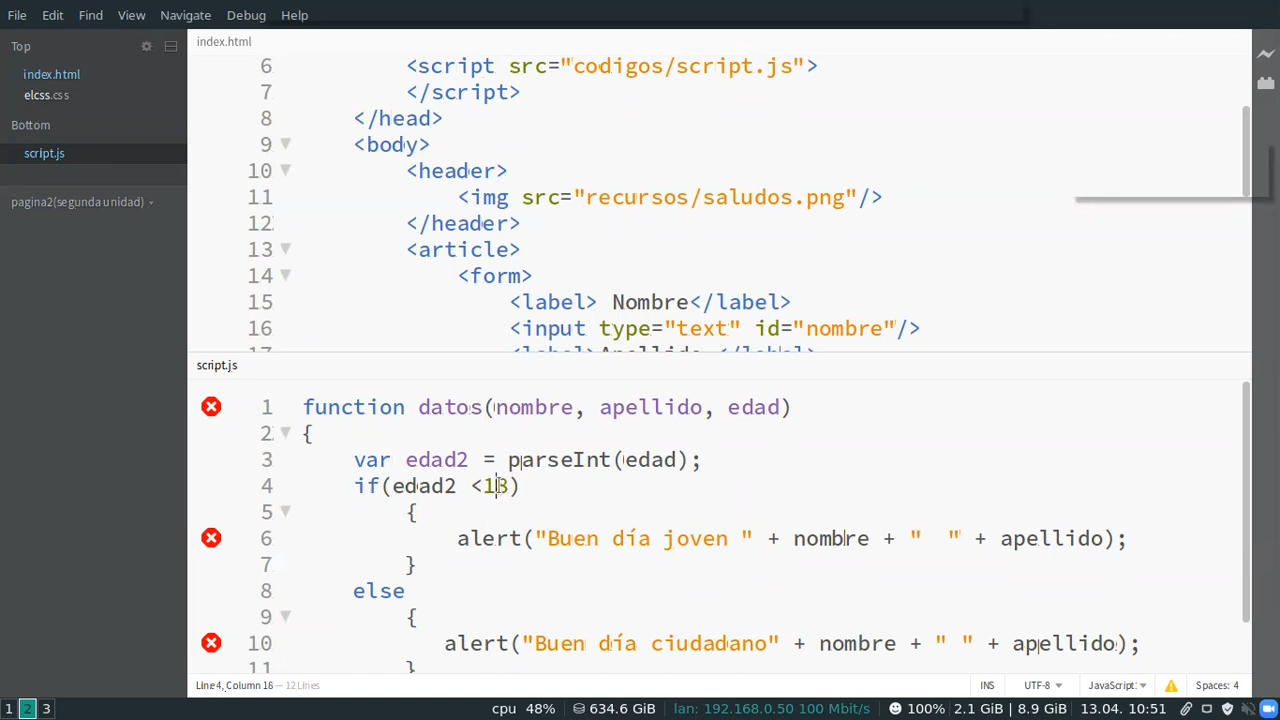 File Edit Find View Navigate Debug Help
Top
index.html
elcss.css
Bottom
script.js
pagina2(segunda unidad)
index.html
6 <script src="codigos/script.js">
7 </script>
8 </head>
9 <body>
10 <header>
11 <img src="recursos/saludos.png"/>
12 </header>
13 <article>
14 <form>
15 <label> Nombre</label>
16 <input type="text" id="nombre"/>
17 <label>Apellido </label>
script.js
1 function datos(nombre, apellido, edad)
2 {
3 var edad2 = parseInt(edad);
4 if(edad2 <18)
5 {
6 alert("Buen día joven " + nombre + "  " + apellido);
7 }
8 else
9 {
10 alert("Buen día ciudadano" + nombre + " " + apellido);
11 }
Line 4, Column 16 — 12 Lines INS UTF-8 JavaScript Spaces: 4
1 2 3 cpu 48% 634.6 GiB lan: 192.168.0.50 100 Mbit/s 100% 2.1 GiB | 8.9 GiB 13.04. 10:51